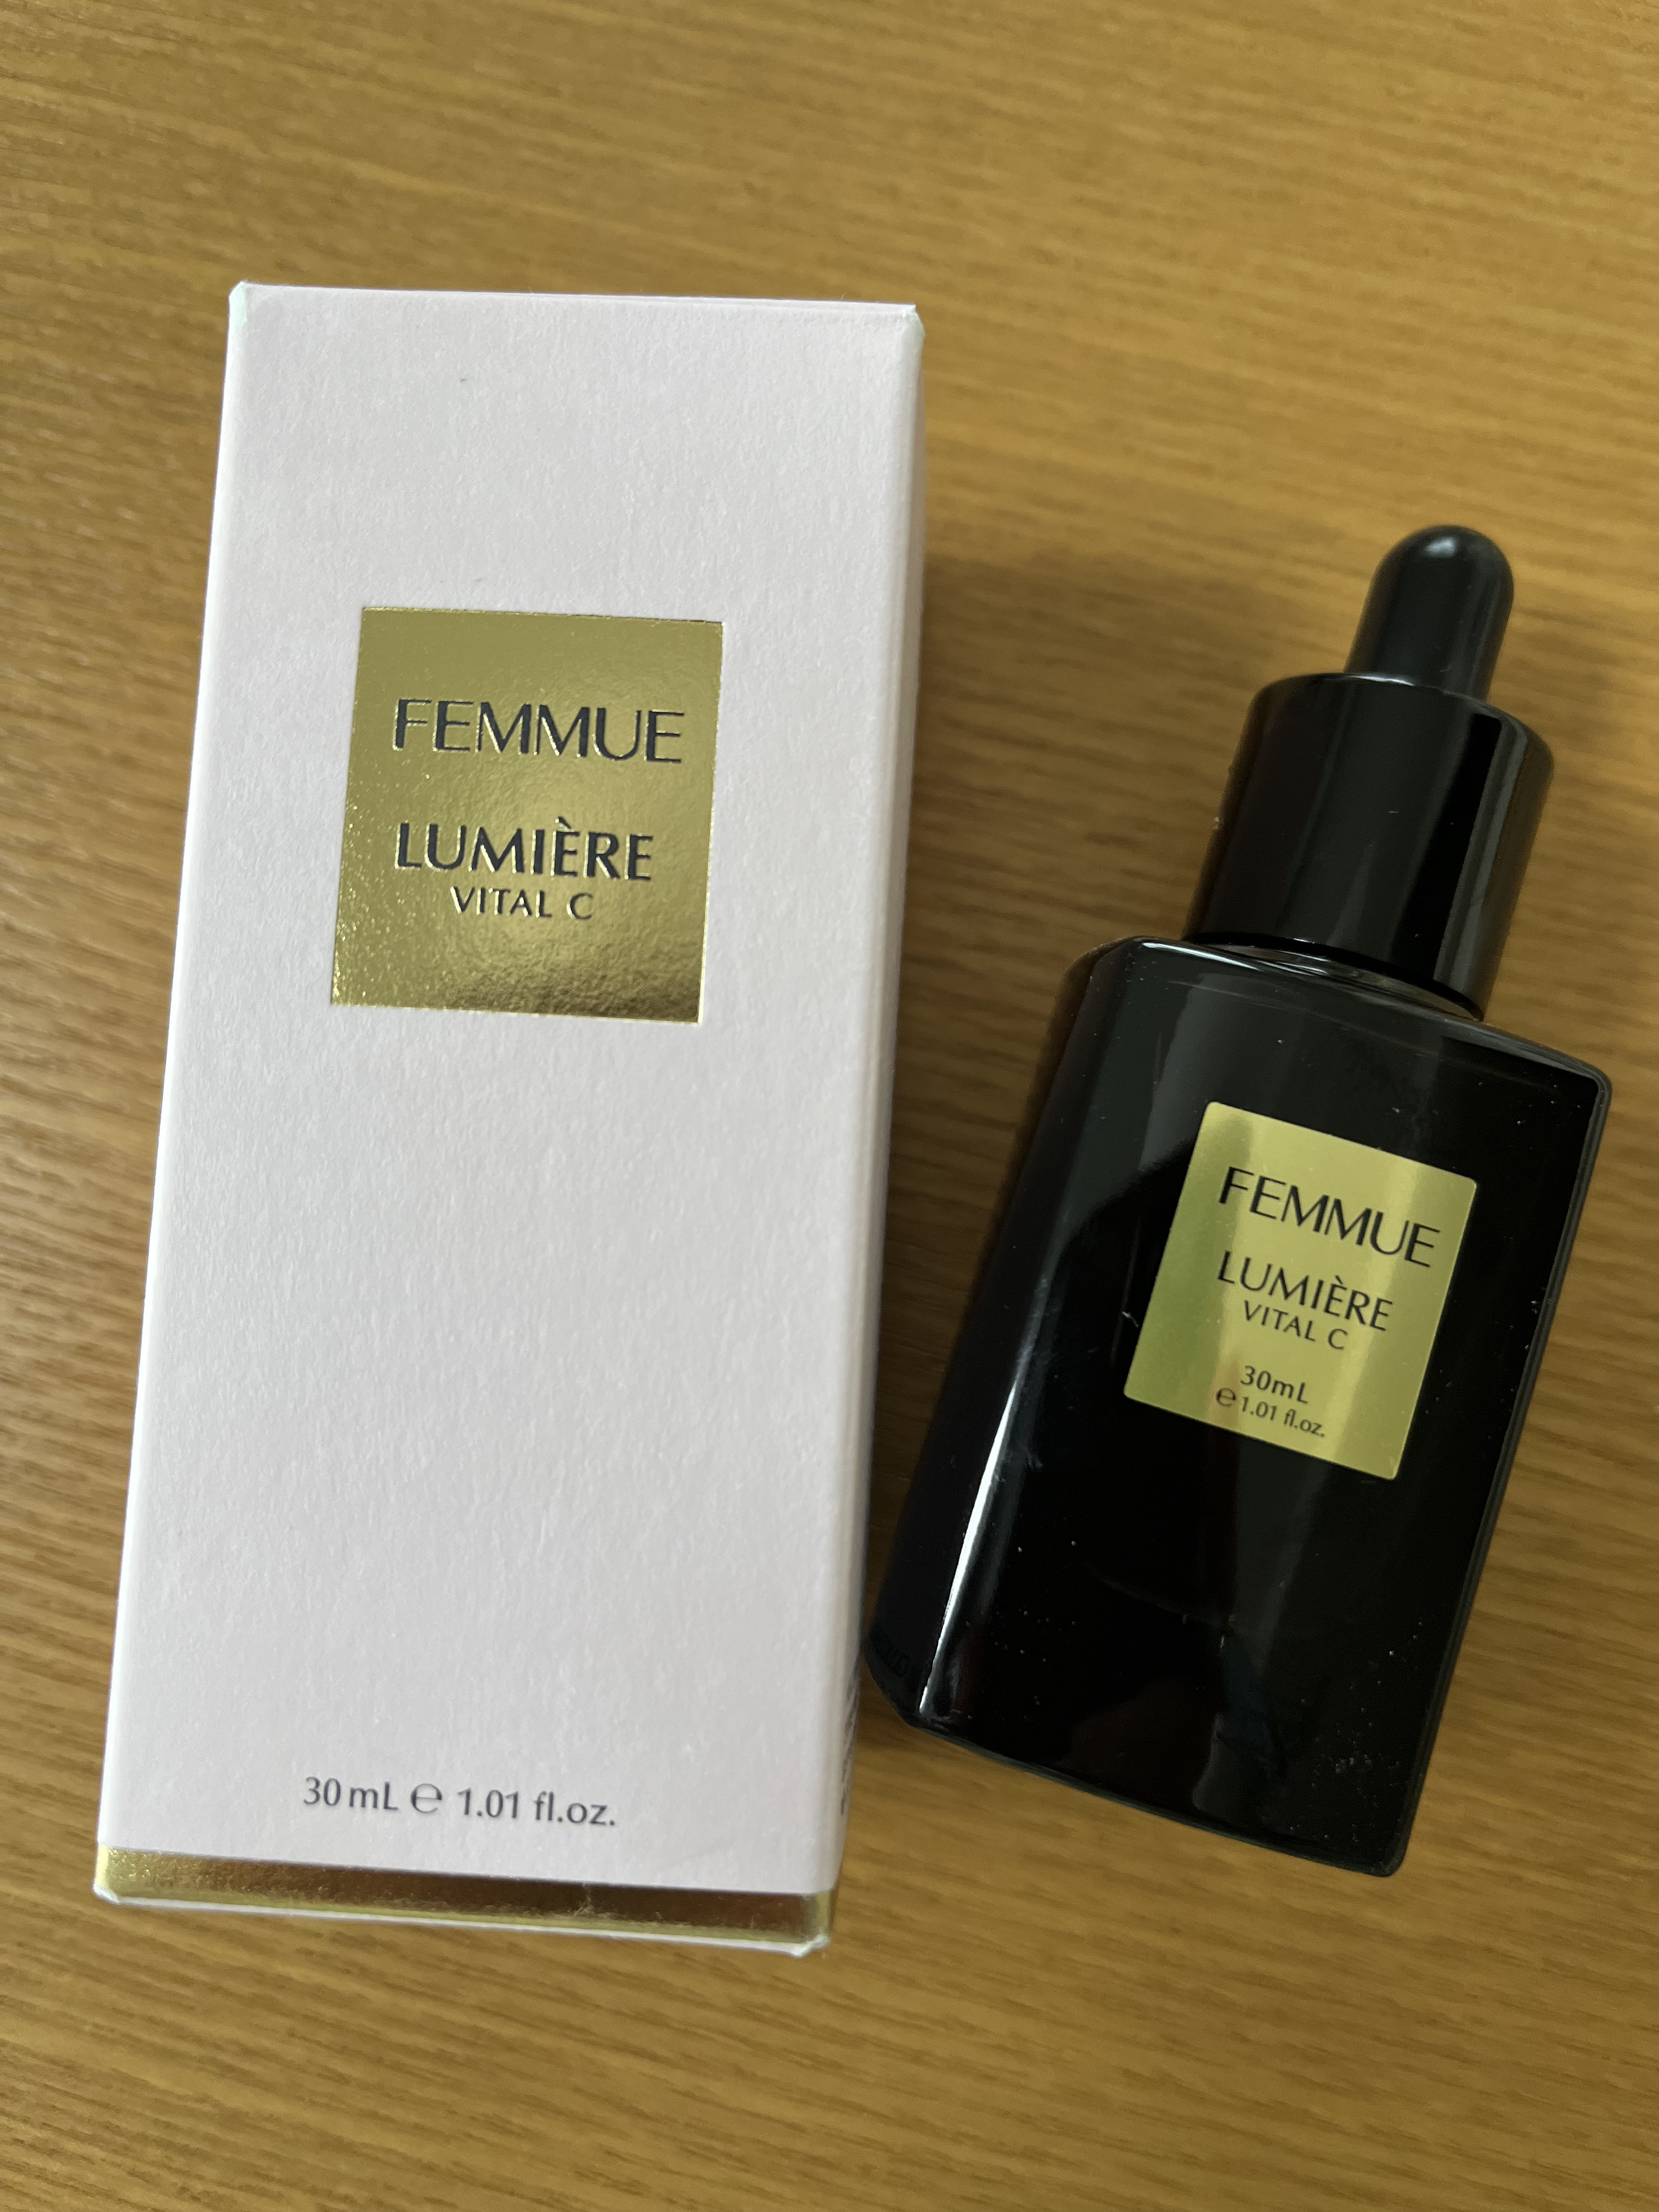 FEMMUE
LUMIÈRE
VITAL C
30 mL ℮ 1.01 fl.oz.
FEMMUE
LUMIÈRE
VITAL C
30mL
℮ 1.01 fl.oz.